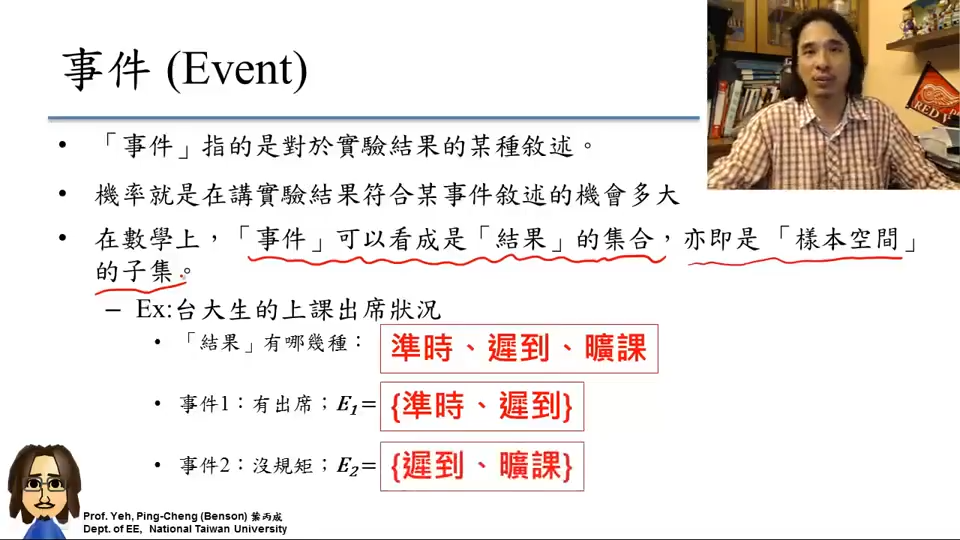 事件 (Event)
• 「事件」指的是對於實驗結果的某種敘述。
• 機率就是在講實驗結果符合某事件敘述的機會多大
• 在數學上，「事件」可以看成是「結果」的集合，亦即是「樣本空間」
的子集。
– Ex:台大生的上課出席狀況
• 「結果」有哪幾種： 準時、遲到、曠課
• 事件1：有出席；E1= {準時、遲到}
• 事件2：沒規矩；E2= {遲到、曠課}
Prof. Yeh, Ping-Cheng (Benson) 葉丙成
Dept. of EE, National Taiwan University